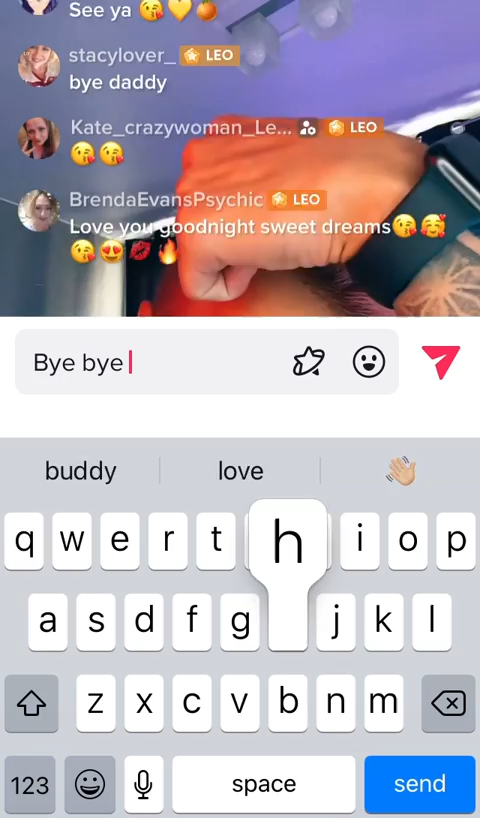 See ya 😘💛🍊
stacylover_ LEO
bye daddy
Kate_crazywoman_Le... LEO
😘😘
BrendaEvansPsychic LEO
Love you goodnight sweet dreams😘🥰
😘😍💋🔥
Bye bye
buddy love 👋🏼
q w e r t h i o p
a s d f g j k l
z x c v b n m
123 space send